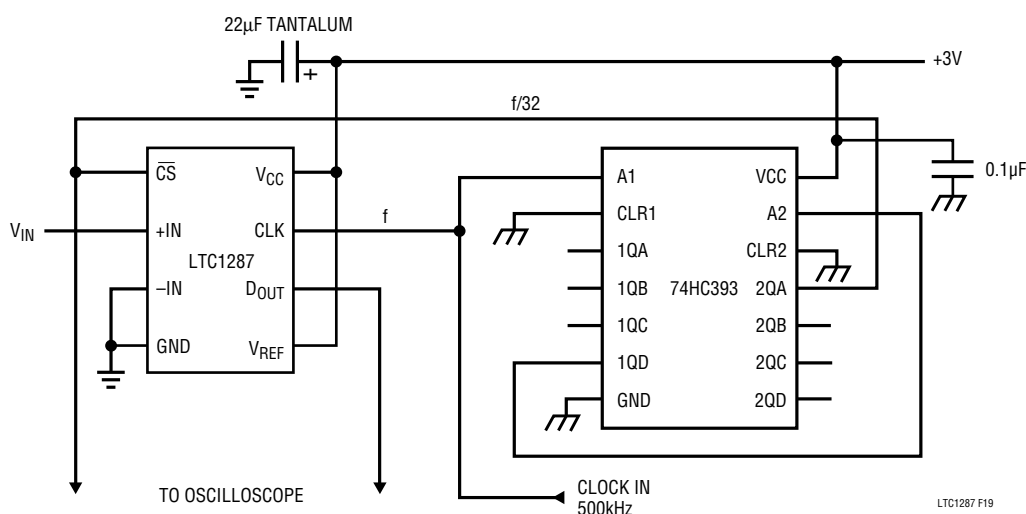 22µF TANTALUM
+
+3V
f/32
0.1µF
CS
+IN
–IN
GND
LTC1287
VCC
CLK
DOUT
VREF
VIN
f
A1
CLR1
1QA
1QB
1QC
1QD
GND
74HC393
VCC
A2
CLR2
2QA
2QB
2QC
2QD
TO OSCILLOSCOPE
CLOCK IN
500kHz
LTC1287 F19